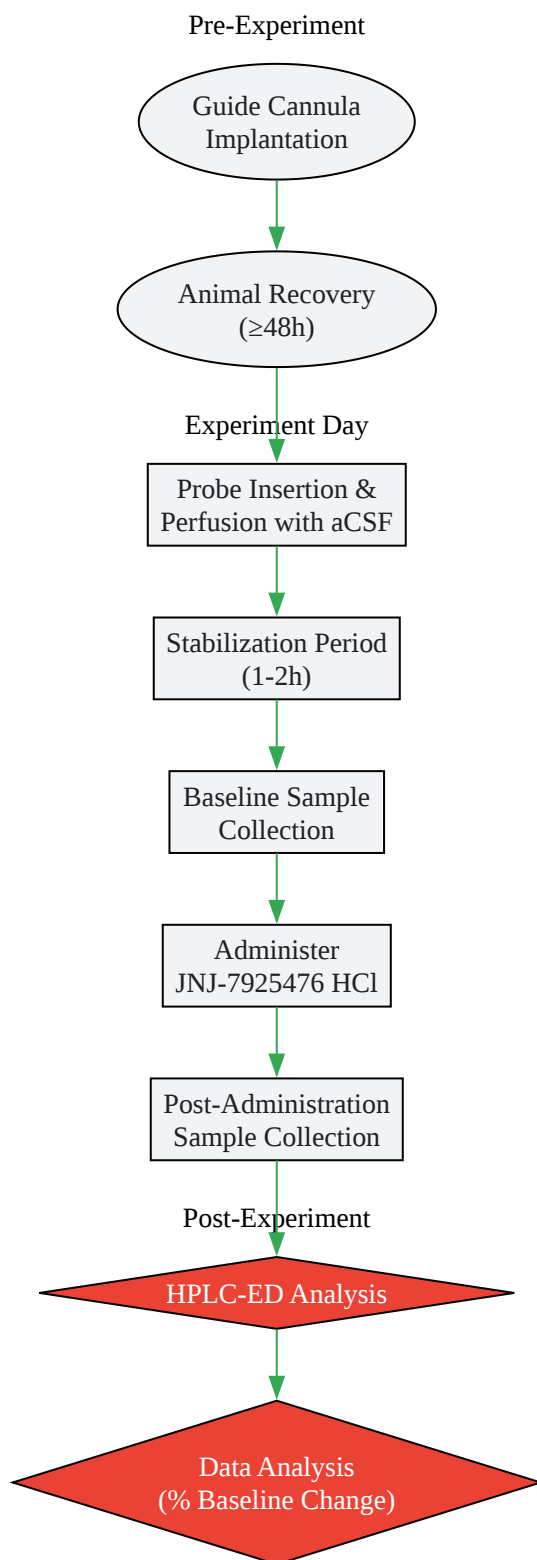 Pre-Experiment
Guide Cannula
Implantation
Animal Recovery
(≥48h)
Experiment Day
Probe Insertion &
Perfusion with aCSF
Stabilization Period
(1-2h)
Baseline Sample
Collection
Administer
JNJ-7925476 HCl
Post-Administration
Sample Collection
Post-Experiment
HPLC-ED Analysis
Data Analysis
(% Baseline Change)